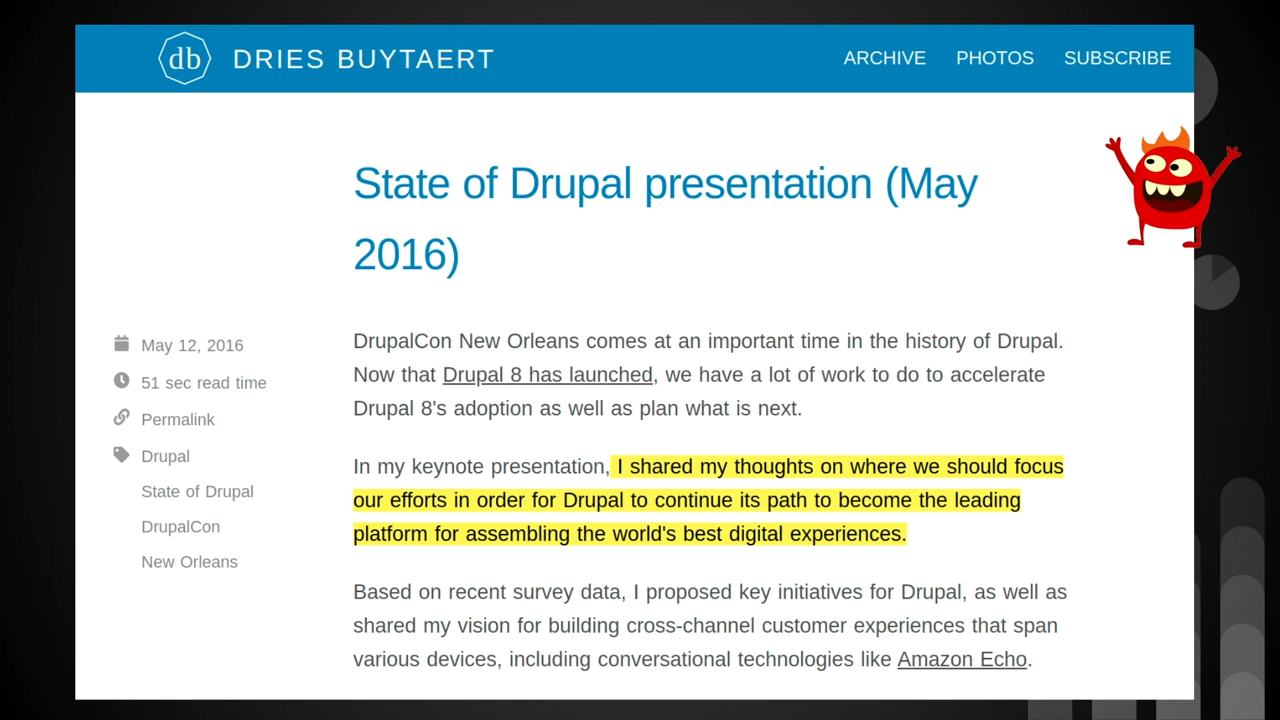 db DRIES BUYTAERT ARCHIVE PHOTOS SUBSCRIBE
State of Drupal presentation (May
2016)
May 12, 2016
51 sec read time
Permalink
Drupal
State of Drupal
DrupalCon
New Orleans
DrupalCon New Orleans comes at an important time in the history of Drupal.
Now that Drupal 8 has launched, we have a lot of work to do to accelerate
Drupal 8's adoption as well as plan what is next.
In my keynote presentation, I shared my thoughts on where we should focus
our efforts in order for Drupal to continue its path to become the leading
platform for assembling the world's best digital experiences.
Based on recent survey data, I proposed key initiatives for Drupal, as well as
shared my vision for building cross-channel customer experiences that span
various devices, including conversational technologies like Amazon Echo.